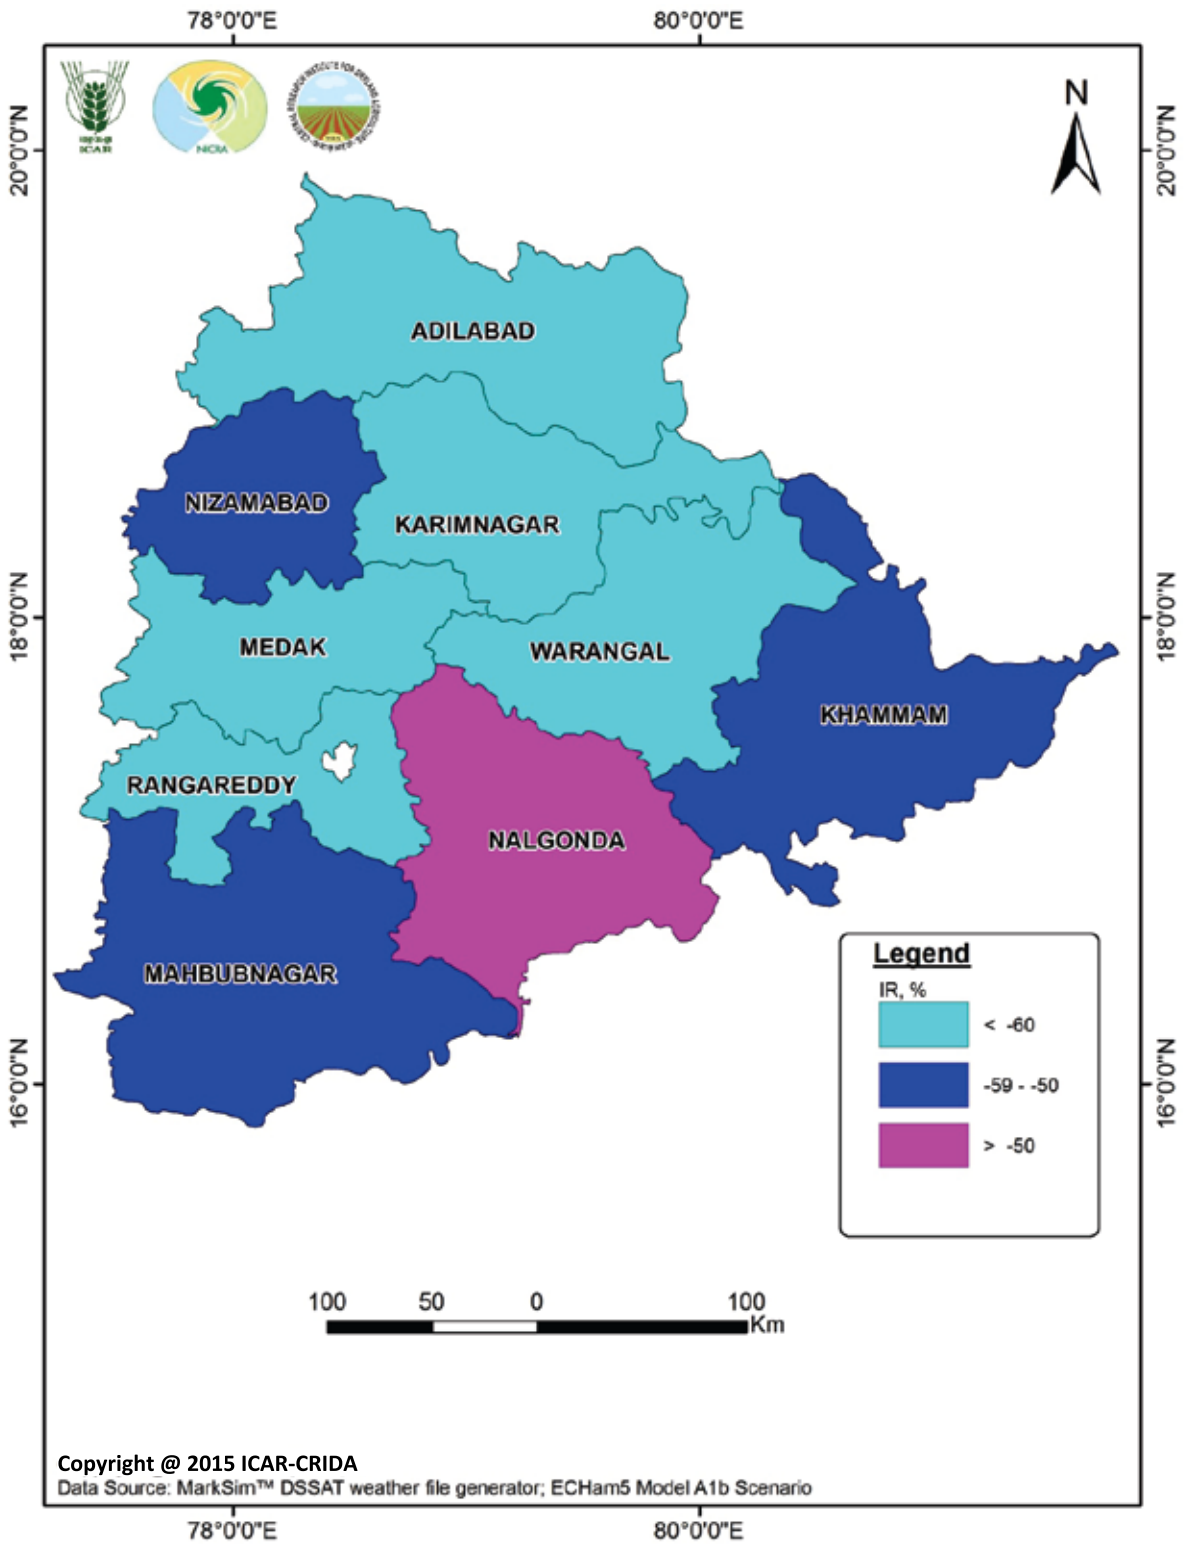 78°0'0"E 80°0'0"E
20°0'0"N
20°0'0"N
ICAR
NICRA
N
ADILABAD
NIZAMABAD
KARIMNAGAR
18°0'0"N
18°0'0"N
MEDAK
WARANGAL
KHAMMAM
RANGAREDDY
NALGONDA
MAHBUBNAGAR
Legend
IR, %
< -60
-59 - -50
> -50
16°0'0"N
16°0'0"N
100 50 0 100
Km
Copyright @ 2015 ICAR-CRIDA
Data Source: MarkSim™ DSSAT weather file generator; ECHam5 Model A1b Scenario
78°0'0"E 80°0'0"E